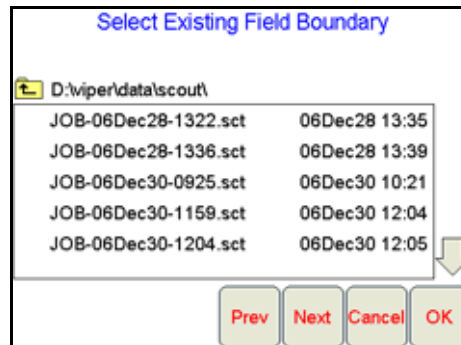 Select Existing Field Boundary
D:\viper\data\scout\
JOB-06Dec28-1322.sct 06Dec28 13:35
JOB-06Dec28-1336.sct 06Dec28 13:39
JOB-06Dec30-0925.sct 06Dec30 10:21
JOB-06Dec30-1159.sct 06Dec30 12:04
JOB-06Dec30-1204.sct 06Dec30 12:05
Prev Next Cancel OK